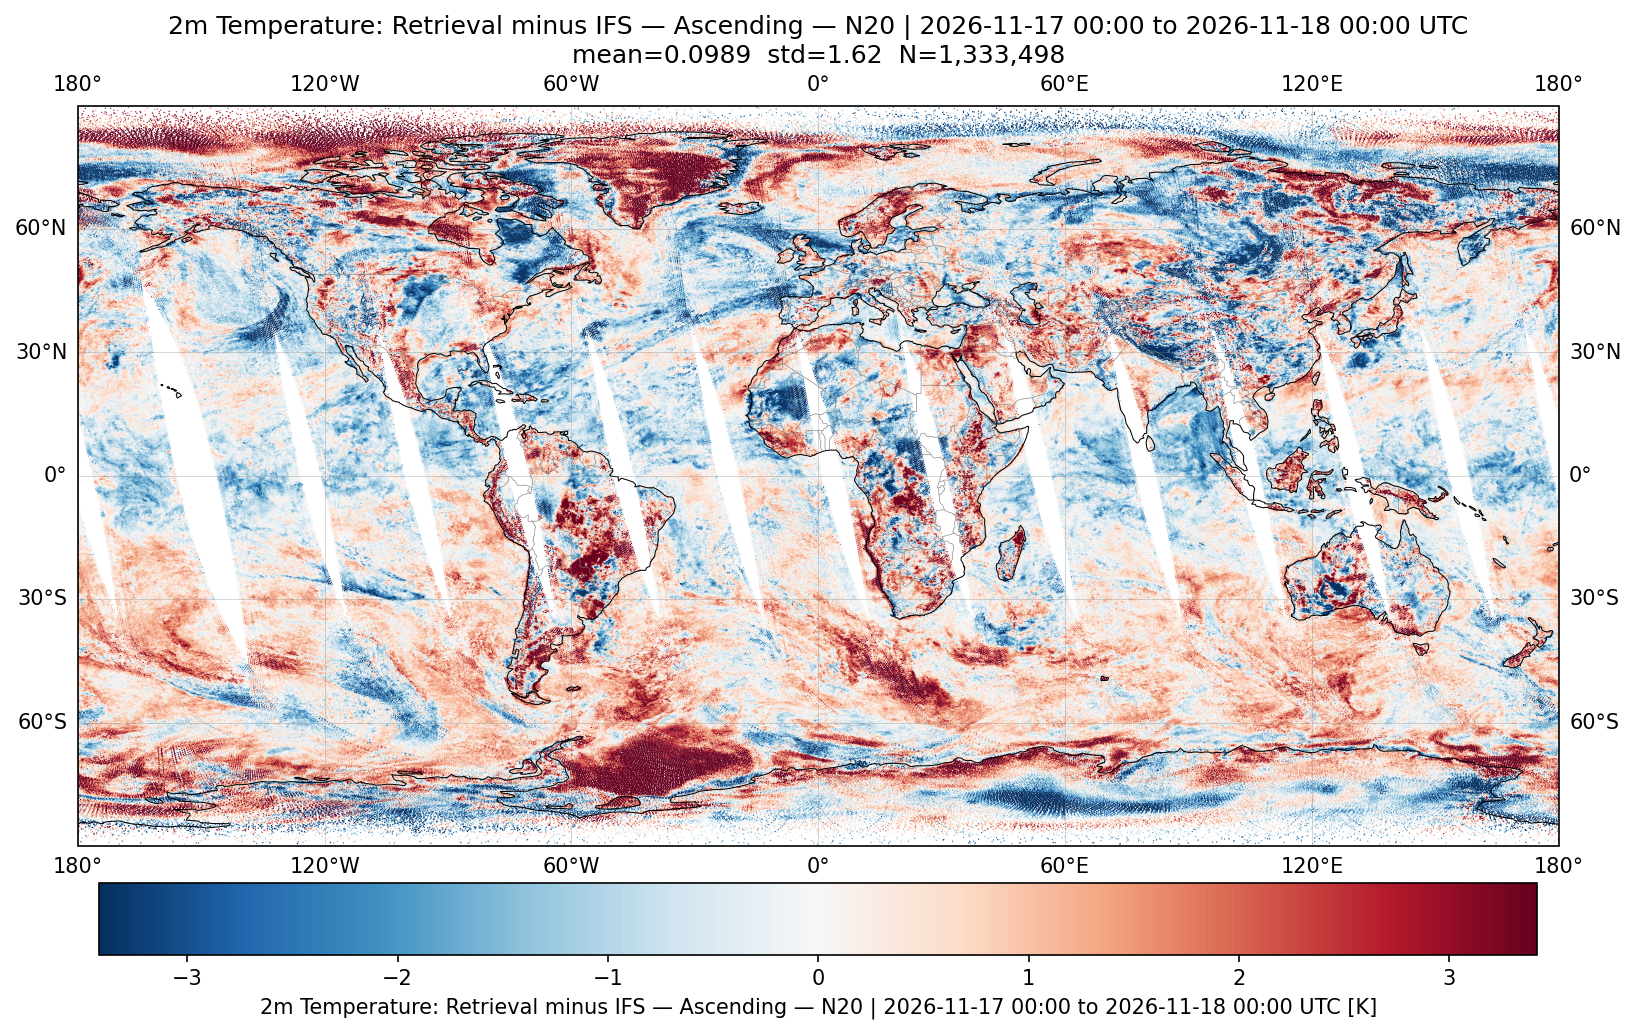 2m Temperature: Retrieval minus IFS — Ascending — N20 | 2026-11-17 00:00 to 2026-11-18 00:00 UTC
mean=0.0989  std=1.62  N=1,333,498
180° 120°W 60°W 0° 60°E 120°E 180°
60°N 60°N
30°N 30°N
0° 0°
30°S 30°S
60°S 60°S
180° 120°W 60°W 0° 60°E 120°E 180°
−3 −2 −1 0 1 2 3
2m Temperature: Retrieval minus IFS — Ascending — N20 | 2026-11-17 00:00 to 2026-11-18 00:00 UTC [K]